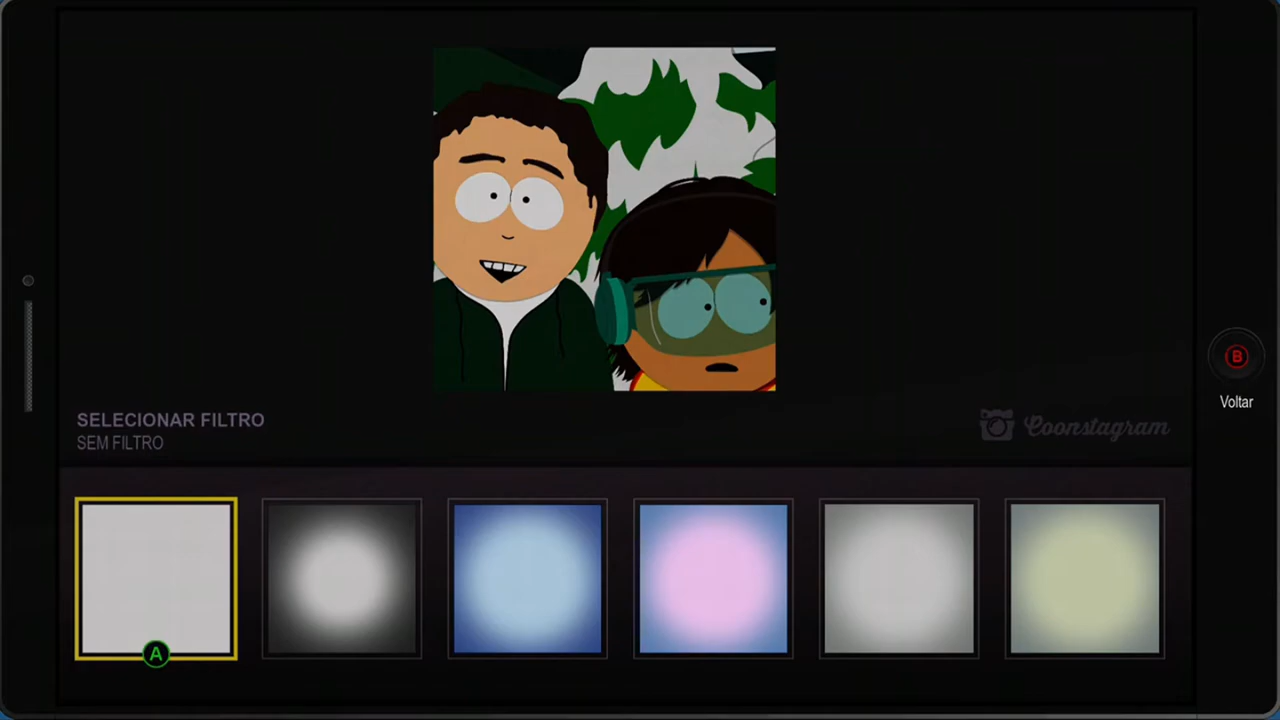 SELECIONAR FILTRO
SEM FILTRO
Coonstagram
B
Voltar
A